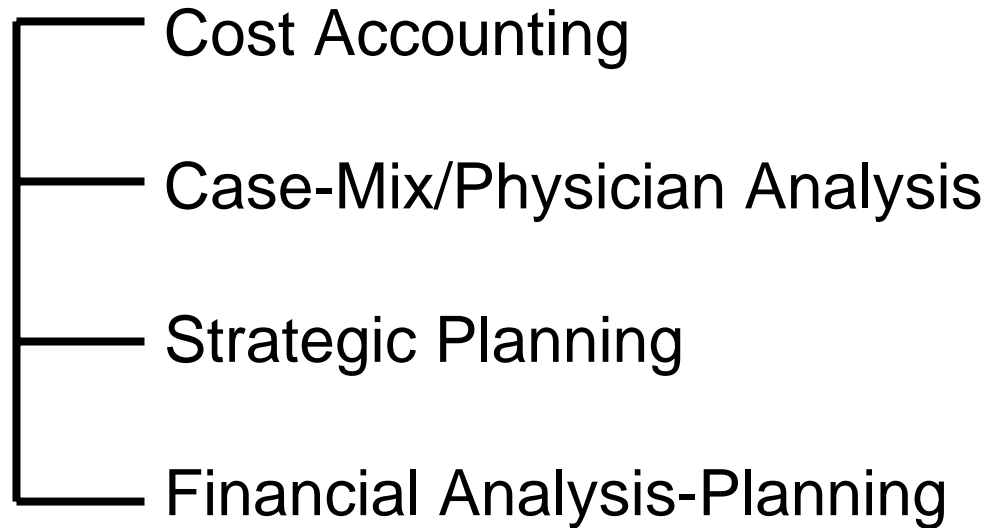 Cost Accounting
Case-Mix/Physician Analysis
Strategic Planning
Financial Analysis-Planning